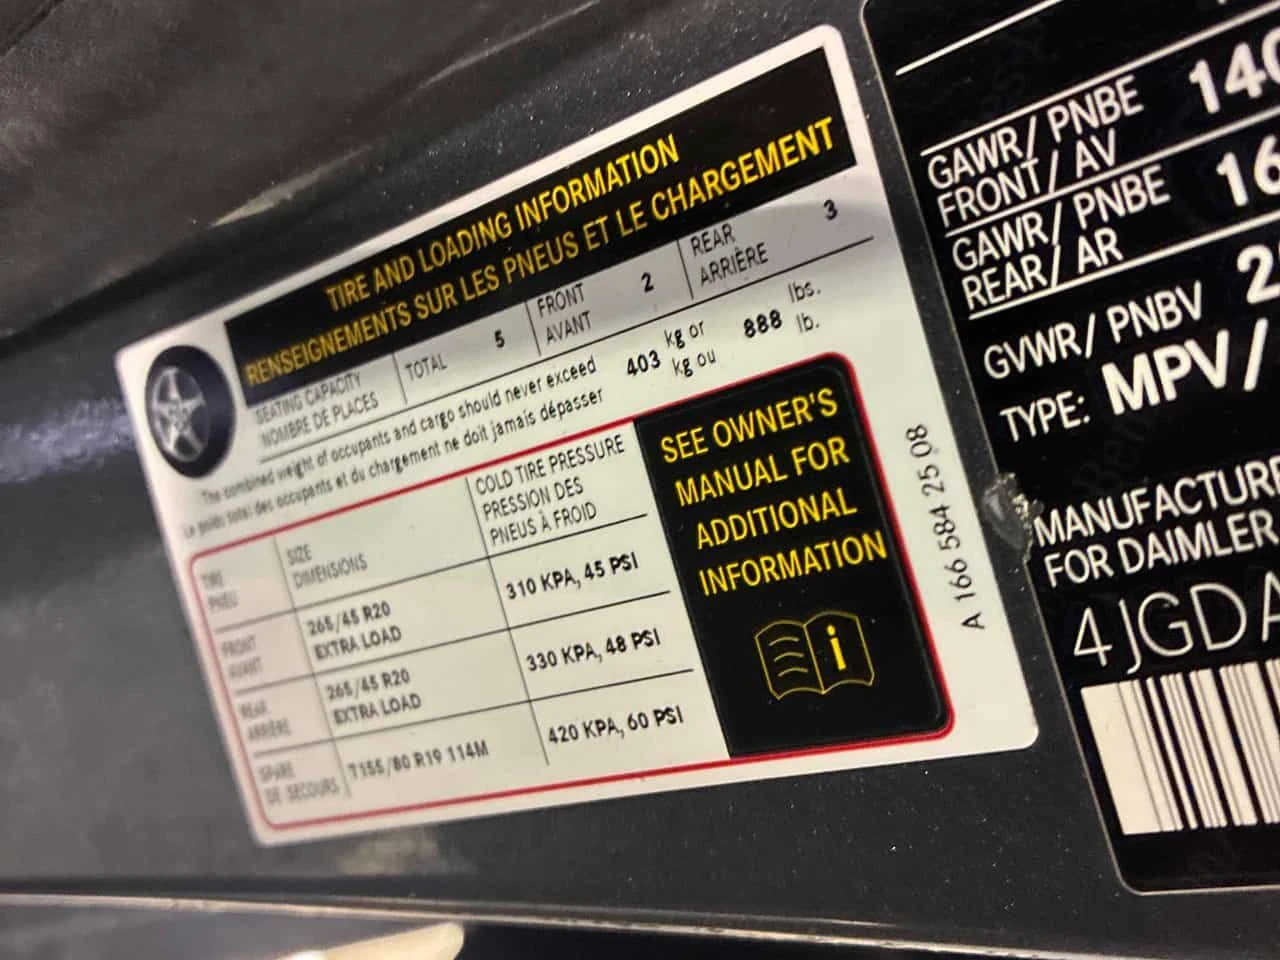 TIRE AND LOADING INFORMATION
RENSEIGNEMENTS SUR LES PNEUS ET LE CHARGEMENT
SEATING CAPACITY
NOMBRE DE PLACES
TOTAL 5
FRONT
AVANT
2
REAR
ARRIÈRE
3
The combined weight of occupants and cargo should never exceed 403 kg or 888 lbs.
Le poids total des occupants et du chargement ne doit jamais dépasser kg ou lb.
TIRE
PNEU
SIZE
DIMENSIONS
COLD TIRE PRESSURE
PRESSION DES
PNEUS À FROID
FRONT
AVANT
265/45 R20
EXTRA LOAD
310 KPA, 45 PSI
REAR
ARRIÈRE
265/45 R20
EXTRA LOAD
330 KPA, 48 PSI
SPARE
DE SECOURS
T155/80 R19 114M
420 KPA, 60 PSI
SEE OWNER'S
MANUAL FOR
ADDITIONAL
INFORMATION
i
A 166 584 25 08
GAWR/ PNBE
FRONT/ AV
140
GAWR/ PNBE
REAR/ AR
16
GVWR/ PNBV 2
TYPE: MPV/
MANUFACTUR
FOR DAIMLER
4JGDA